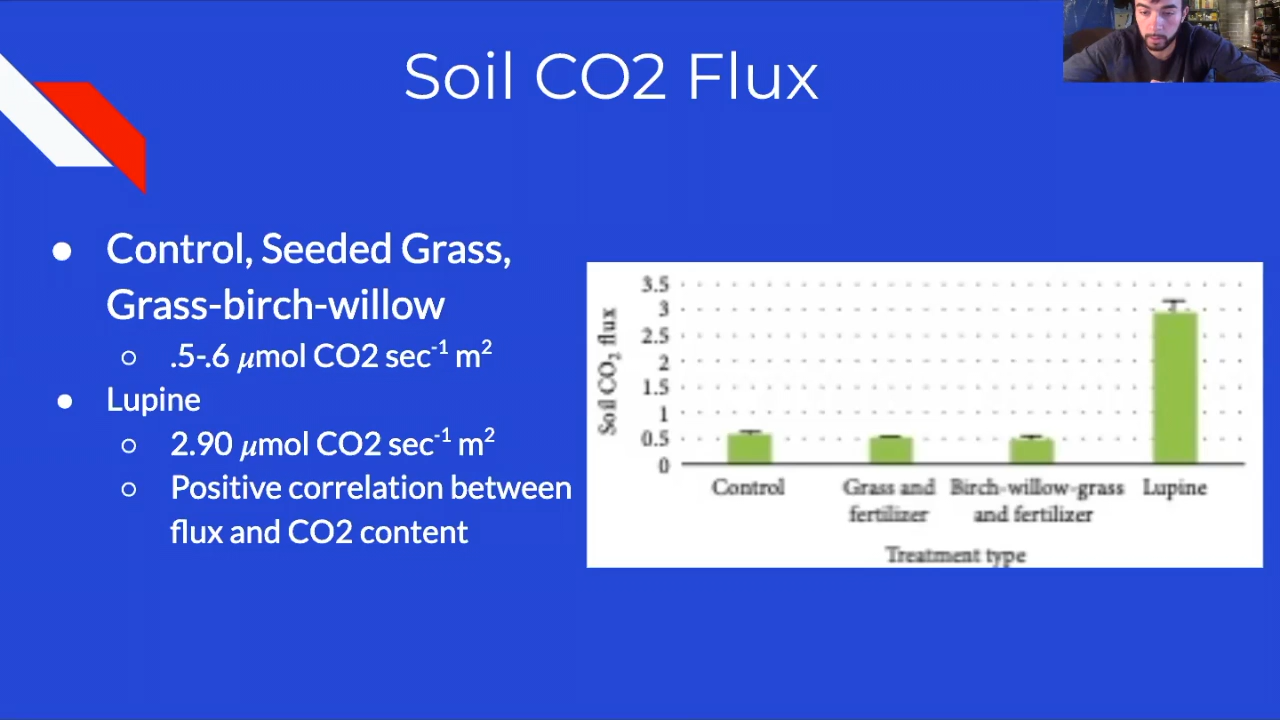 Soil CO2 Flux
Control, Seeded Grass,
Grass-birch-willow
.5-.6 μmol CO2 sec⁻¹ m²
Lupine
2.90 μmol CO2 sec⁻¹ m²
Positive correlation between
flux and CO2 content
Soil CO₂ flux
3.5
3
2.5
2
1.5
1
0.5
0
Control
Grass and
fertilizer
Birch-willow-grass
and fertilizer
Lupine
Treatment type